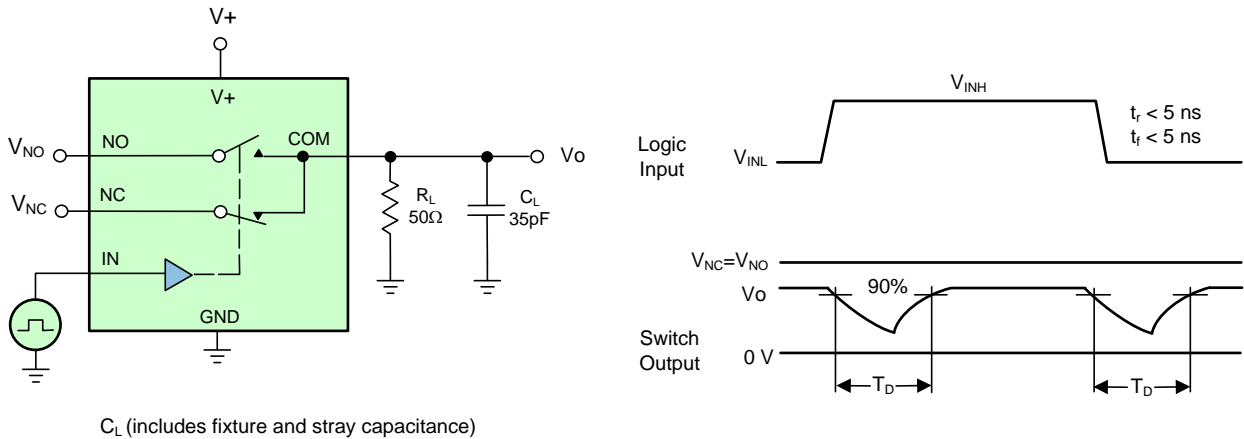 V+
V+
NO
COM
V_NO
Vo
NC
V_NC
R_L
50Ω
C_L
35pF
IN
GND
C_L (includes fixture and stray capacitance)
V_INH
t_r < 5 ns
t_f < 5 ns
Logic
Input
V_INL
V_NC=V_NO
Vo
90%
Switch
Output
0 V
T_D
T_D